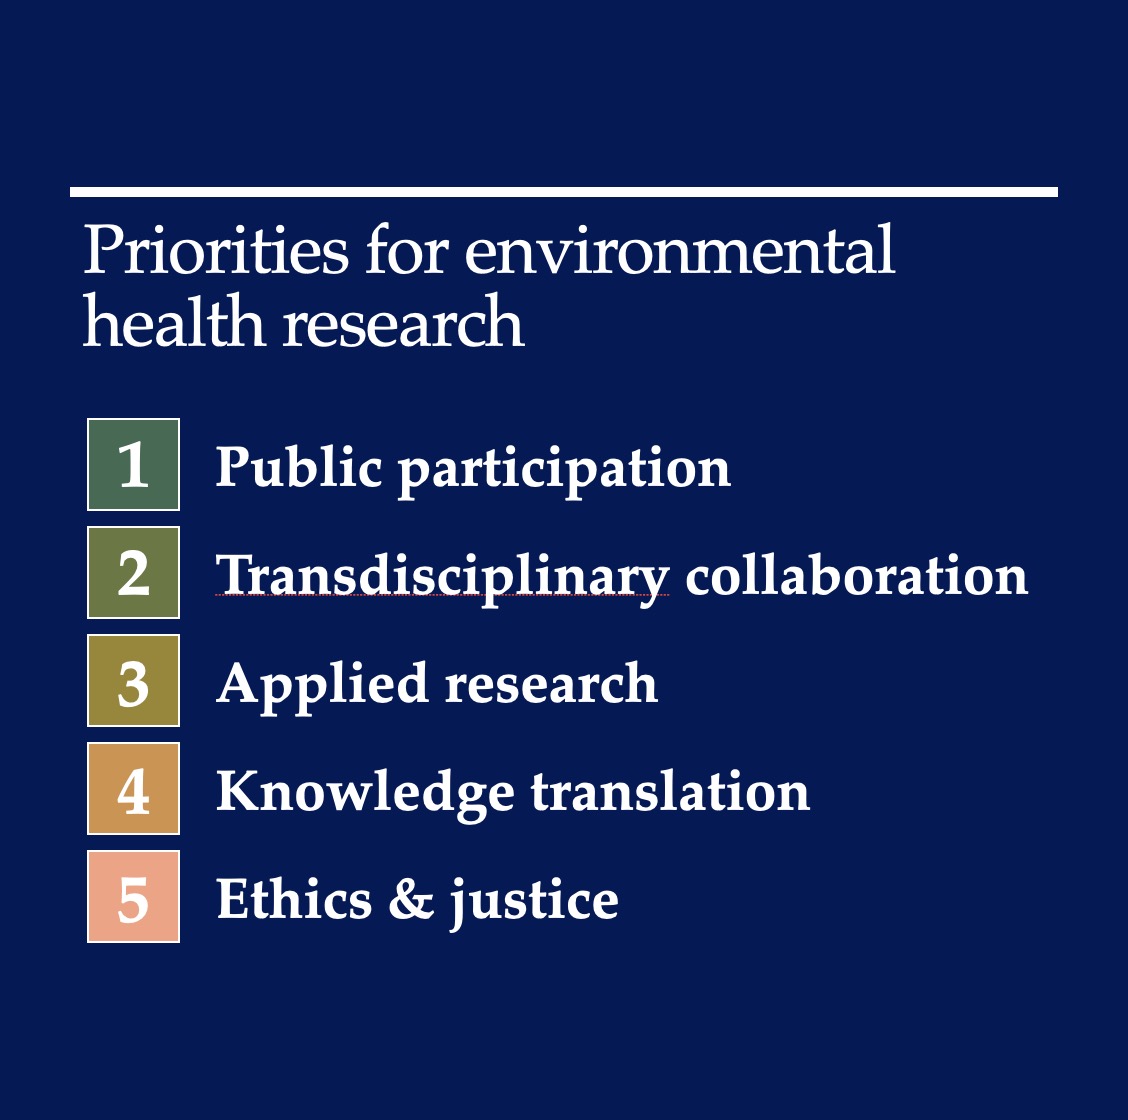 Priorities for environmental
health research
1 Public participation
2 Transdisciplinary collaboration
3 Applied research
4 Knowledge translation
5 Ethics & justice